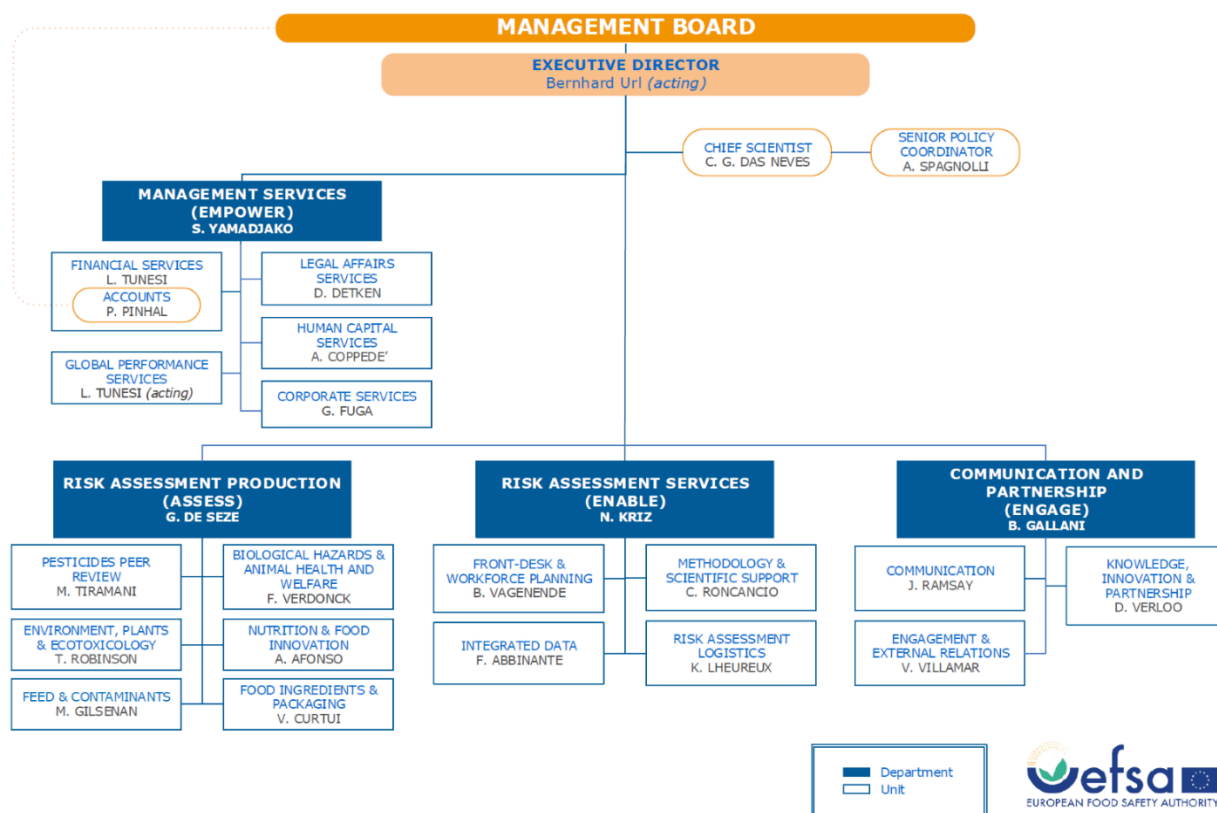 MANAGEMENT BOARD
EXECUTIVE DIRECTOR
Bernhard Url (acting)
CHIEF SCIENTIST
C. G. DAS NEVES
SENIOR POLICY
COORDINATOR
A. SPAGNOLLI
MANAGEMENT SERVICES
(EMPOWER)
S. YAMADJAKO
FINANCIAL SERVICES
L. TUNESI
ACCOUNTS
P. PINHAL
LEGAL AFFAIRS
SERVICES
D. DETKEN
HUMAN CAPITAL
SERVICES
A. COPPEDE’
GLOBAL PERFORMANCE
SERVICES
L. TUNESI (acting)
CORPORATE SERVICES
G. FUGA
RISK ASSESSMENT PRODUCTION
(ASSESS)
G. DE SEZE
PESTICIDES PEER
REVIEW
M. TIRAMANI
BIOLOGICAL HAZARDS &
ANIMAL HEALTH AND
WELFARE
F. VERDONCK
ENVIRONMENT, PLANTS
& ECOTOXICOLOGY
T. ROBINSON
NUTRITION & FOOD
INNOVATION
A. AFONSO
FEED & CONTAMINANTS
M. GILSENAN
FOOD INGREDIENTS &
PACKAGING
V. CURTUI
RISK ASSESSMENT SERVICES
(ENABLE)
N. KRIZ
FRONT-DESK &
WORKFORCE PLANNING
B. VAGENENDE
METHODOLOGY &
SCIENTIFIC SUPPORT
C. RONCANCIO
INTEGRATED DATA
F. ABBINANTE
RISK ASSESSMENT
LOGISTICS
K. LHEUREUX
COMMUNICATION AND
PARTNERSHIP
(ENGAGE)
B. GALLANI
COMMUNICATION
J. RAMSAY
KNOWLEDGE,
INNOVATION &
PARTNERSHIP
D. VERLOO
ENGAGEMENT &
EXTERNAL RELATIONS
V. VILLAMAR
Department
Unit
efsa
EUROPEAN FOOD SAFETY AUTHORITY